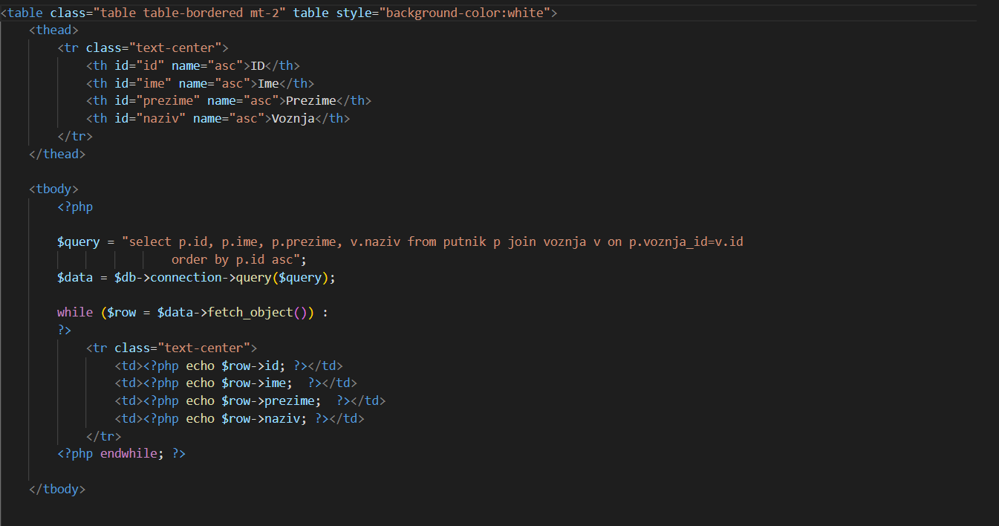 <table class="table table-bordered mt-2" table style="background-color:white">
<thead>
<tr class="text-center">
<th id="id" name="asc">ID</th>
<th id="ime" name="asc">Ime</th>
<th id="prezime" name="asc">Prezime</th>
<th id="naziv" name="asc">Voznja</th>
</tr>
</thead>
<tbody>
<?php
$query = "select p.id, p.ime, p.prezime, v.naziv from putnik p join voznja v on p.voznja_id=v.id
order by p.id asc";
$data = $db->connection->query($query);
while ($row = $data->fetch_object()) :
?>
<tr class="text-center">
<td><?php echo $row->id; ?></td>
<td><?php echo $row->ime;  ?></td>
<td><?php echo $row->prezime;  ?></td>
<td><?php echo $row->naziv; ?></td>
</tr>
<?php endwhile; ?>
</tbody>